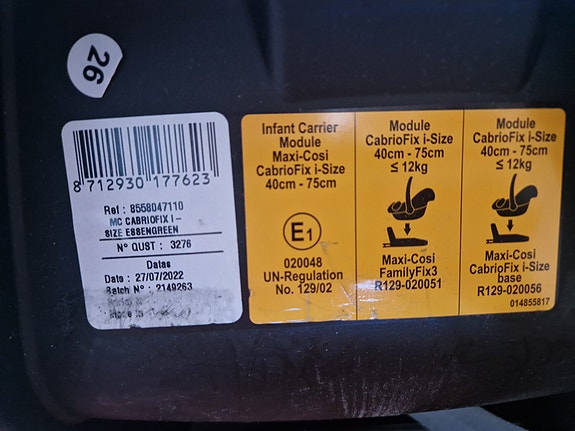 26
8 712930 177623
Ref : 8558047110
MC CABRIOFIX I-
SIZE ESSENGREEN
N° QUST : 3276
Datas
Date : 27/07/2022
Batch N° : 2149263
Made in
Infant Carrier
Module
Maxi-Cosi
CabrioFix i-Size
40cm - 75cm
E1
020048
UN-Regulation
No. 129/02
Module
CabrioFix i-Size
40cm - 75cm
≤ 12kg
Maxi-Cosi
FamilyFix3
R129-020051
Module
CabrioFix i-Size
40cm - 75cm
≤ 12kg
Maxi-Cosi
CabrioFix i-Size
base
R129-020056
014855817